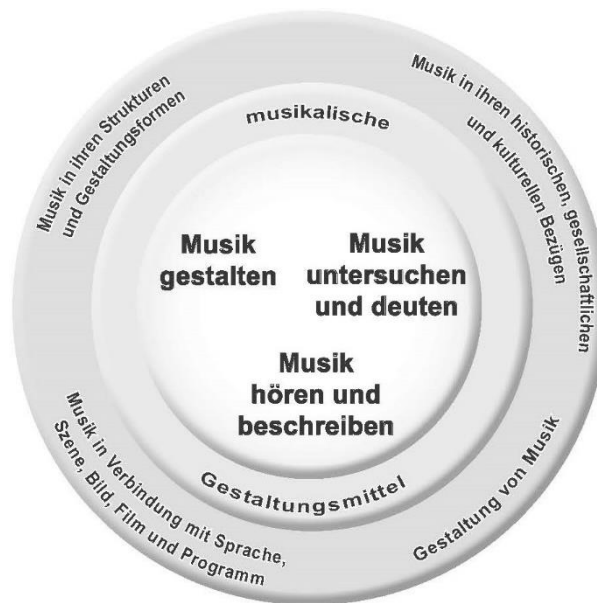 Musik in ihren Strukturen
und Gestaltungsformen
Musik in ihren historischen, gesellschaftlichen
und kulturellen Bezügen
musikalische
Musik
gestalten
Musik
untersuchen
und deuten
Musik
hören und
beschreiben
Gestaltungsmittel
Musik in Verbindung mit Sprache,
Szene, Bild, Film und Programm
Gestaltung von Musik